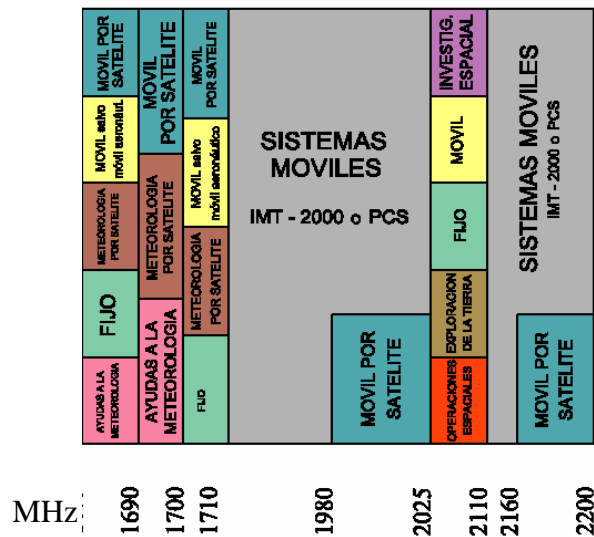 MOVIL POR
SATELITE
MOVIL salvo
móvil aeronáut.
METEOROLOGIA
POR SATELITE
FIJO
AYUDAS A LA
METEOROLOGIA
MOVIL
POR SATELITE
METEOROLOGIA
POR SATELITE
AYUDAS A LA
METEOROLOGIA
MOVIL
POR SATELITE
MOVIL salvo
móvil aeronáutico
METEOROLOGIA
POR SATELITE
FIJO
SISTEMAS
MOVILES
IMT - 2000 o PCS
MOVIL POR
SATELITE
INVESTIG.
ESPACIAL
MOVIL
FIJO
EXPLORACION
DE LA TIERRA
OPERACIONES
ESPACIALES
SISTEMAS MOVILES
IMT - 2000 o PCS
MOVIL POR
SATELITE
MHz
1690
1700
1710
1980
2025
2110
2160
2200